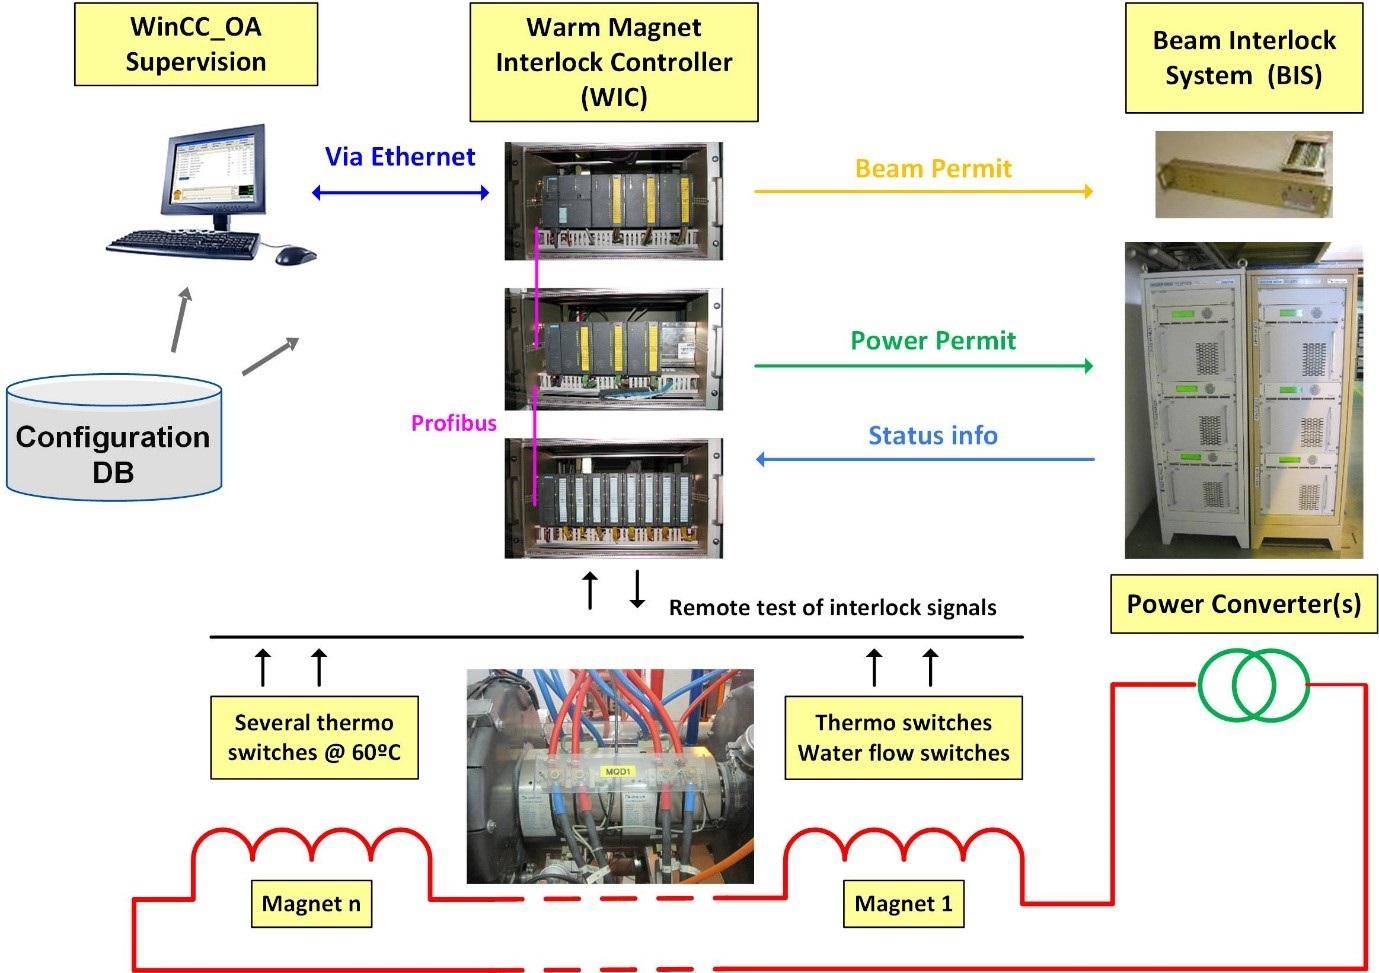 WinCC_OA
Supervision
Warm Magnet
Interlock Controller
(WIC)
Beam Interlock
System (BIS)
Via Ethernet
Beam Permit
Power Permit
Status info
Profibus
Configuration
DB
Remote test of interlock signals
Power Converter(s)
Several thermo
switches @ 60ºC
MQD1
Thermo switches
Water flow switches
Magnet n
Magnet 1